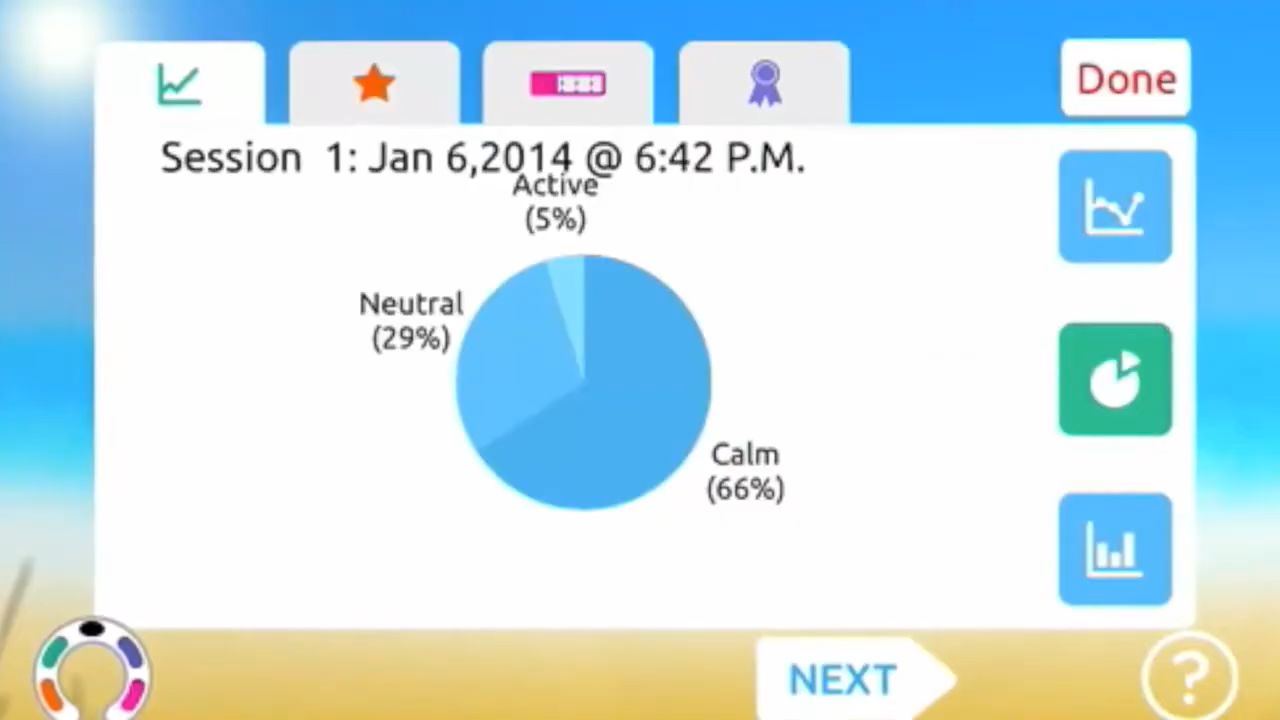 Done
Session 1: Jan 6,2014 @ 6:42 P.M.
Active
(5%)
Neutral
(29%)
Calm
(66%)
NEXT
?